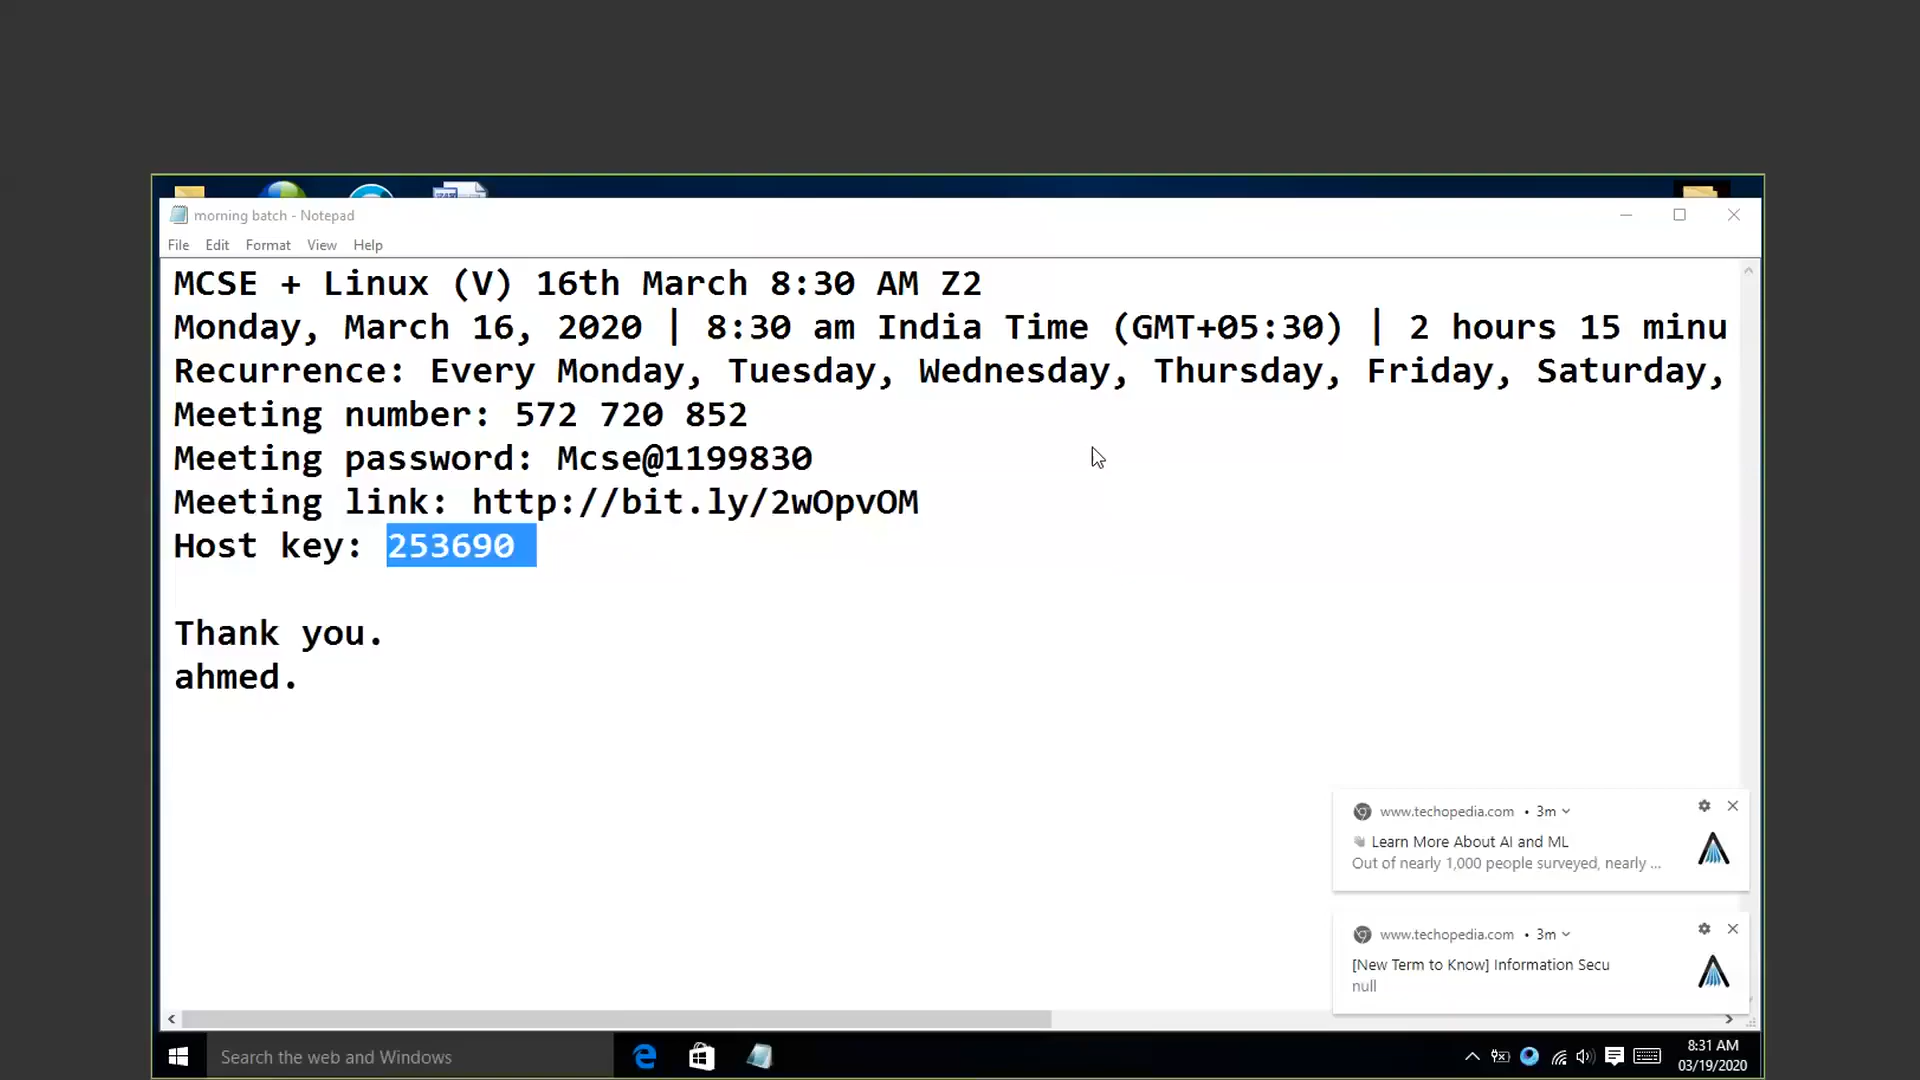 morning batch - Notepad
File Edit Format View Help
MCSE + Linux (V) 16th March 8:30 AM Z2
Monday, March 16, 2020 | 8:30 am India Time (GMT+05:30) | 2 hours 15 minu
Recurrence: Every Monday, Tuesday, Wednesday, Thursday, Friday, Saturday,
Meeting number: 572 720 852
Meeting password: Mcse@1199830
Meeting link: http://bit.ly/2wOpvOM
Host key: 253690
Thank you.
ahmed.
www.techopedia.com • 3m
Learn More About AI and ML
Out of nearly 1,000 people surveyed, nearly ...
www.techopedia.com • 3m
[New Term to Know] Information Secu
null
Search the web and Windows
8:31 AM
03/19/2020